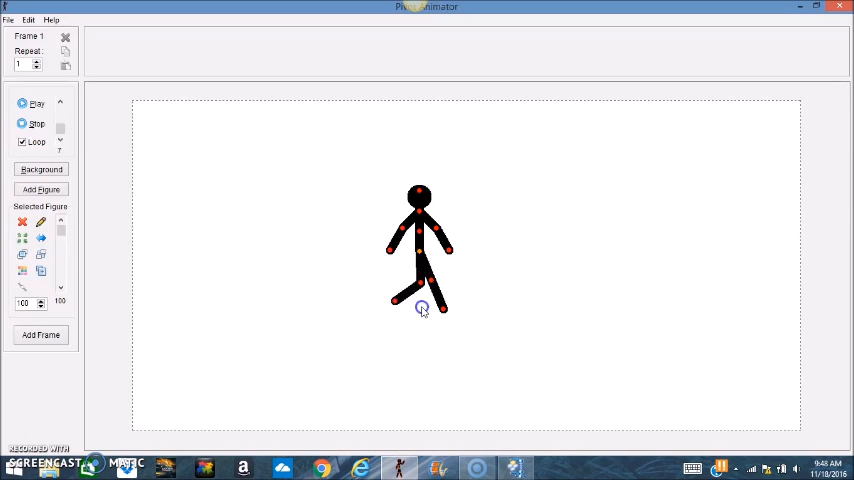 Pivot Animator
File Edit Help
Frame 1
Repeat :
1
Play
Stop
Loop
7
Background
Add Figure
Selected Figure
100 100
Add Frame
RECORDED WITH
SCREENCAST MATIC
9:48 AM
11/18/2016